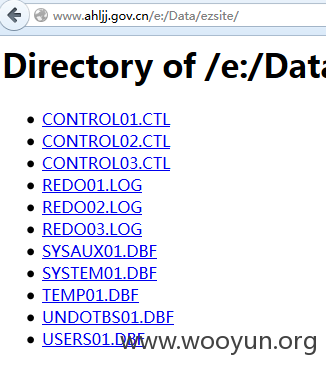 www.ahljj.gov.cn/e:/Data/ezsite/
Directory of /e:/Data
CONTROL01.CTL
CONTROL02.CTL
CONTROL03.CTL
REDO01.LOG
REDO02.LOG
REDO03.LOG
SYSAUX01.DBF
SYSTEM01.DBF
TEMP01.DBF
UNDOTBS01.DBF
USERS01.DBF
www.wooyun.org